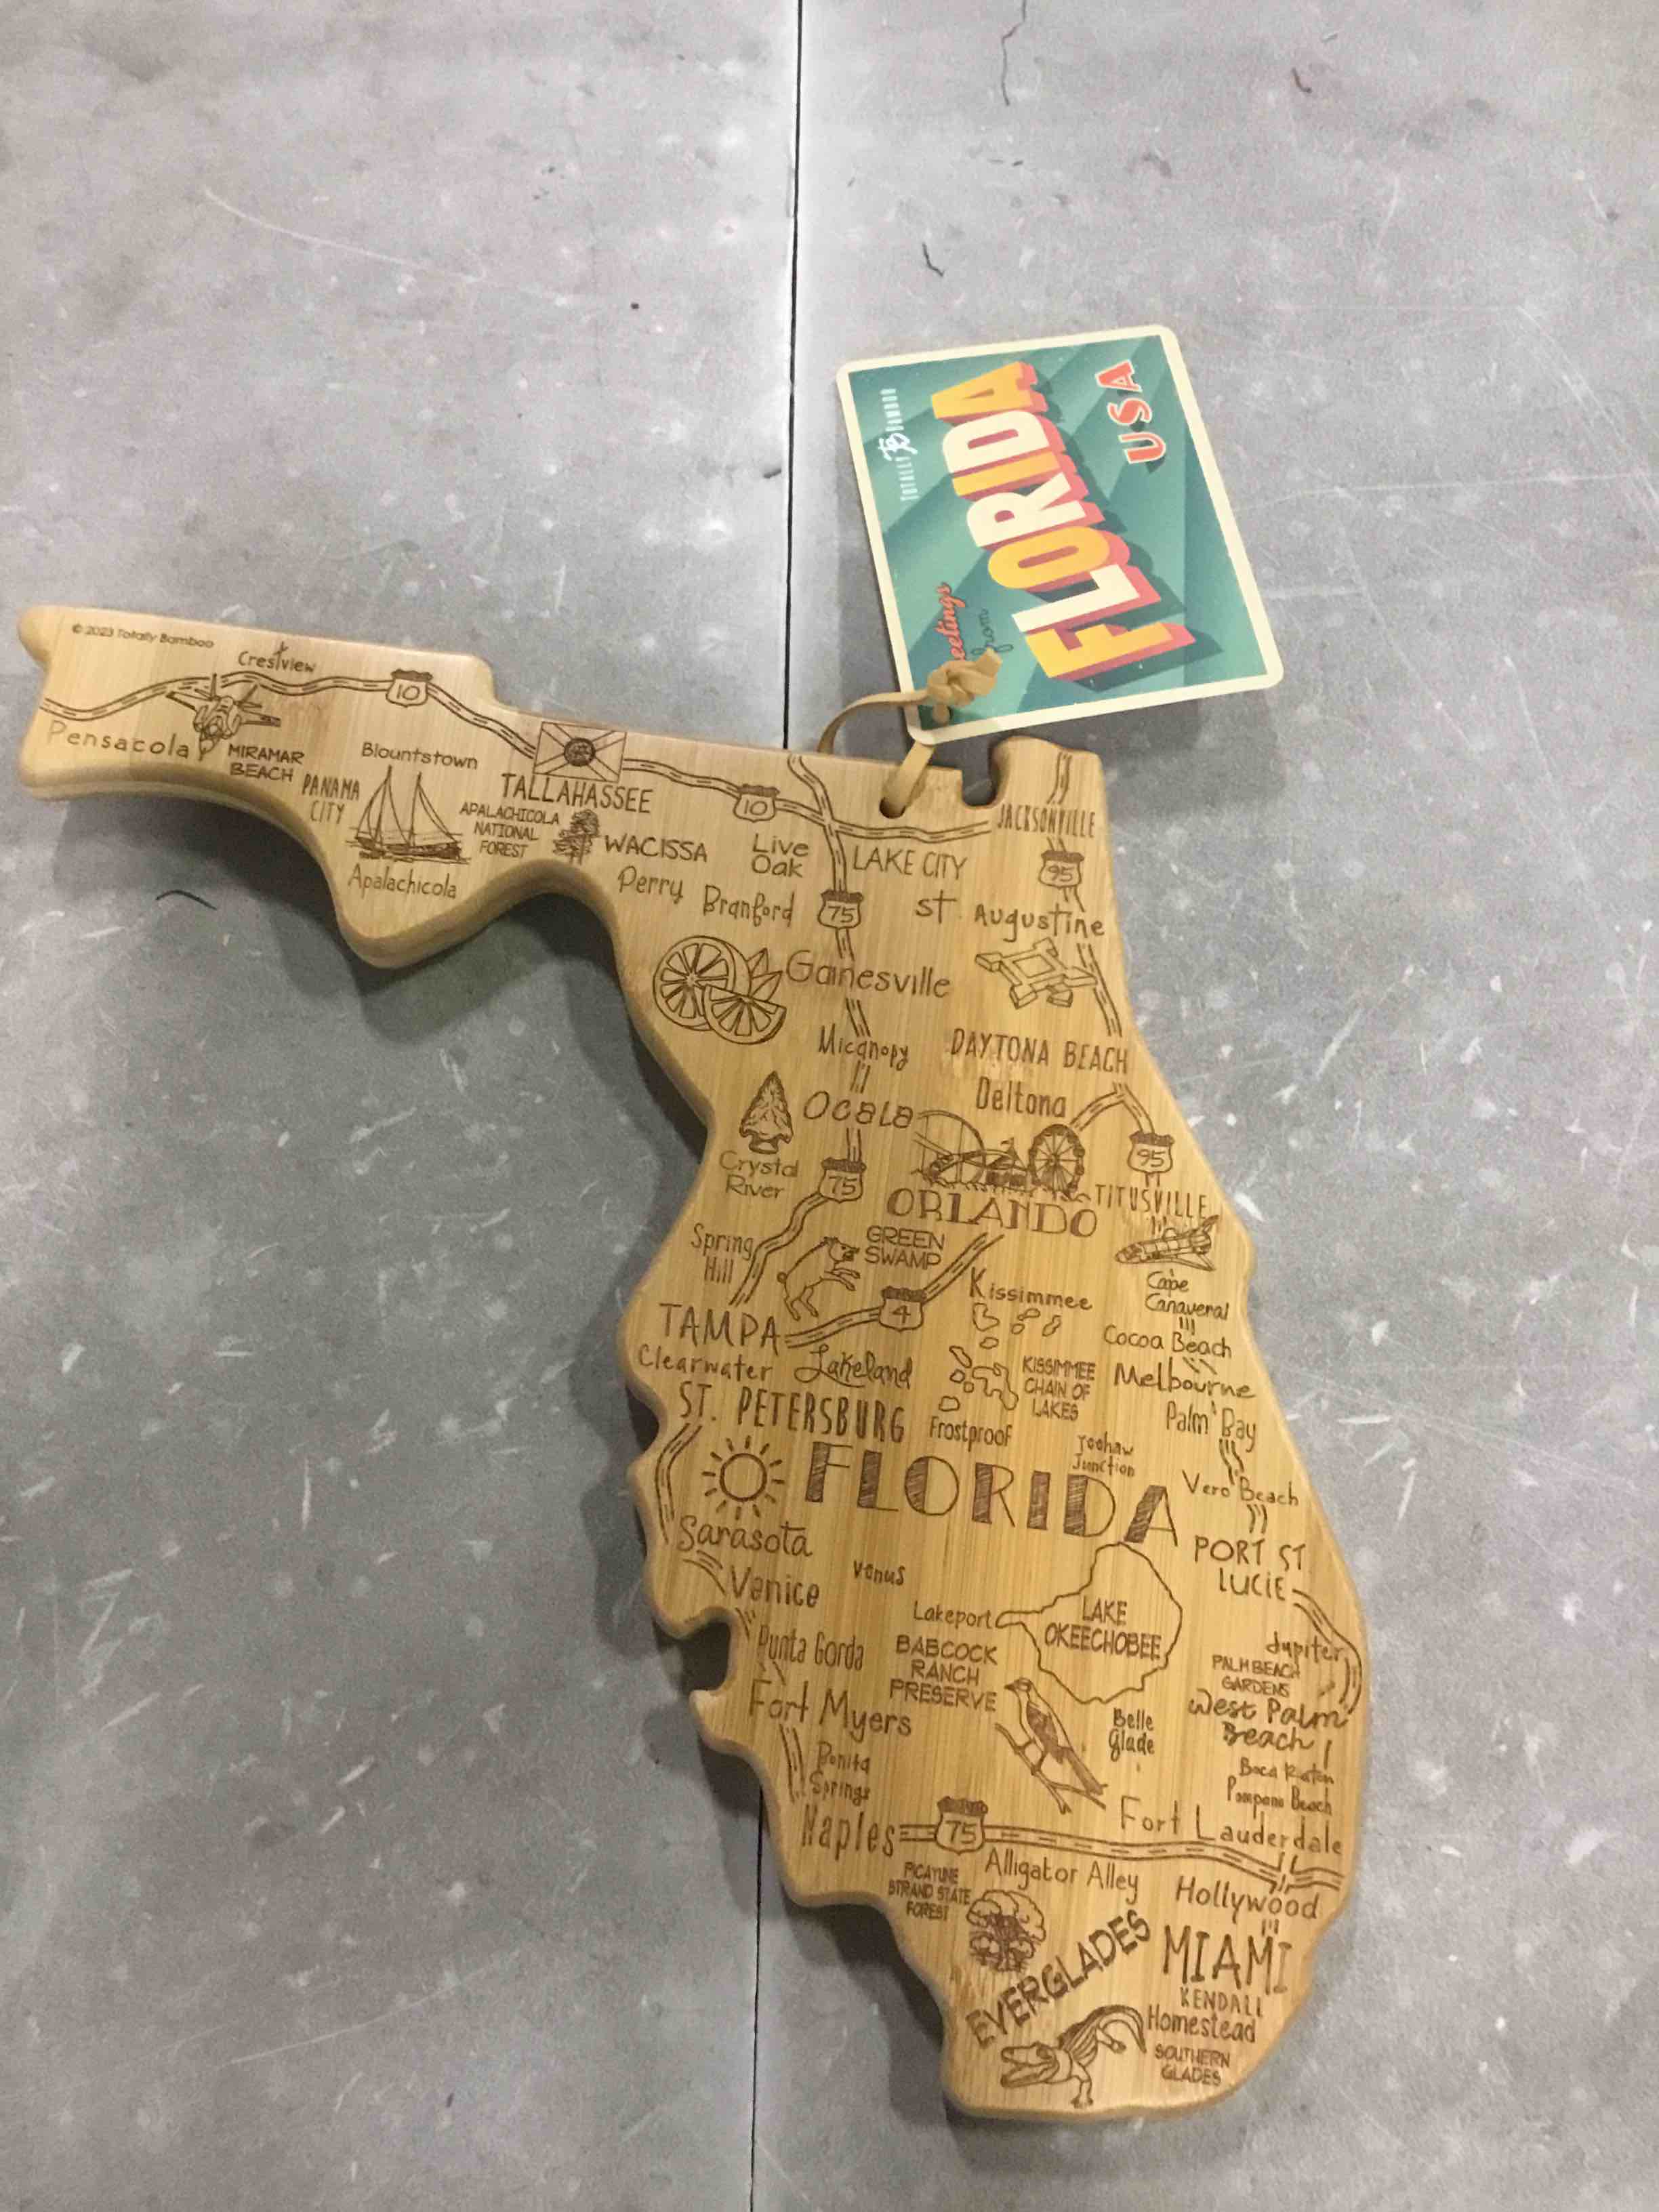 TOTALLY BAMBOO
from
FLORIDA
USA
© 2023 Totally Bamboo
Crestview
10
Pensacola
MIRAMAR
BEACH
Blountstown
PANAMA
CITY
TALLAHASSEE
APALACHICOLA
NATIONAL
FOREST
Apalachicola
WACISSA
10
Live
Oak
Perry
Branford
LAKE CITY
JACKSONVILLE
95
75
St. Augustine
Gainesville
Micanopy
DAYTONA BEACH
Deltona
Ocala
Crystal
River
75
95
ORLANDO
TITUSVILLE
Spring
Hill
GREEN
SWAMP
4
Kissimmee
Cape
Canaveral
TAMPA
Clearwater
Lakeland
Cocoa Beach
KISSIMMEE
CHAIN OF
LAKES
Melbourne
ST. PETERSBURG
Frostproof
Palm Bay
Yeehaw
Junction
FLORIDA
Vero Beach
Sarasota
PORT ST
LUCIE
Venice
Venus
Lakeport
LAKE
OKEECHOBEE
Punta Gorda
BABCOCK
RANCH
PRESERVE
Jupiter
PALM BEACH
GARDENS
Fort Myers
West Palm
Beach
Belle
Glade
Bonita
Springs
Boca Raton
Pompano Beach
Naples
75
Fort Lauderdale
Alligator Alley
PICAYUNE
STRAND STATE
FOREST
Hollywood
EVERGLADES
MIAMI
KENDALL
Homestead
SOUTHERN
GLADES